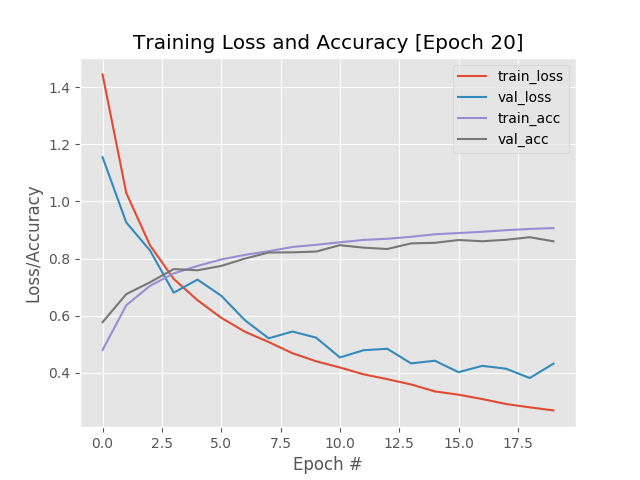 Training Loss and Accuracy [Epoch 20]
train_loss
val_loss
train_acc
val_acc
1.4
1.2
1.0
0.8
0.6
0.4
Loss/Accuracy
0.0 2.5 5.0 7.5 10.0 12.5 15.0 17.5
Epoch #